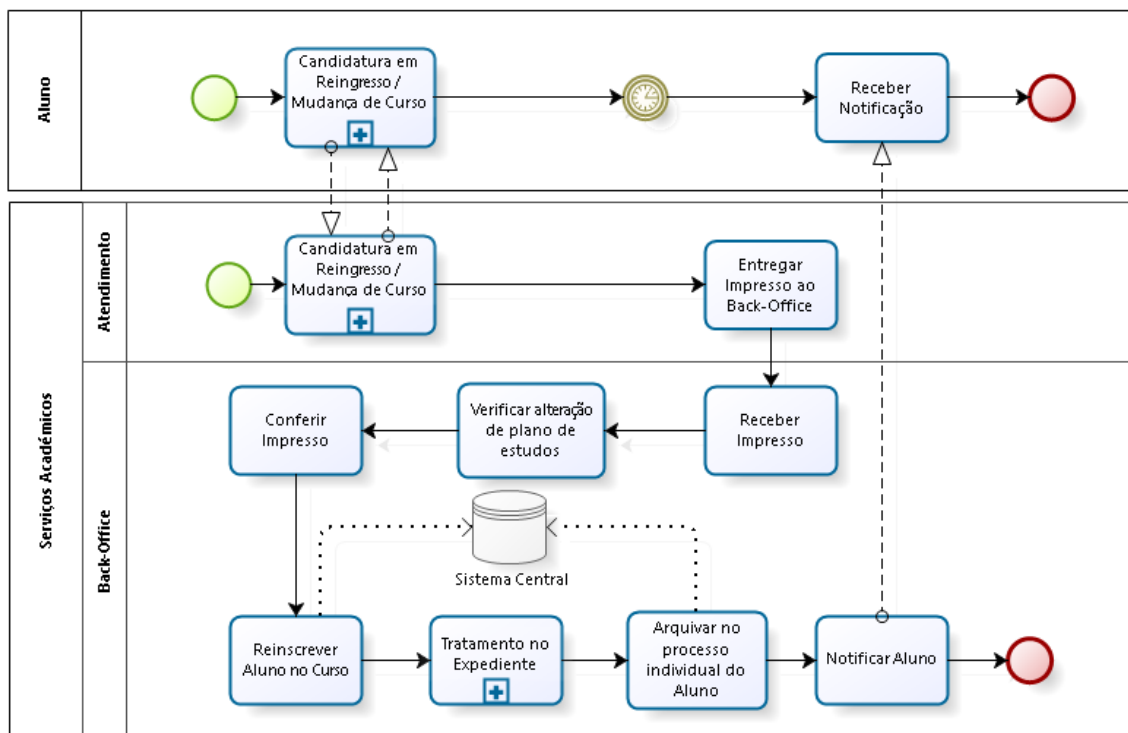 Aluno
Candidatura em
Reingresso /
Mudança de Curso
Receber
Notificação
Serviços Académicos
Atendimento
Candidatura em
Reingresso /
Mudança de Curso
Entregar
Impresso ao
Back-Office
Back-Office
Conferir
Impresso
Verificar alteração
de plano de
estudos
Receber
Impresso
Sistema Central
Reinscrever
Aluno no Curso
Tratamento no
Expediente
Arquivar no
processo
individual do
Aluno
Notificar Aluno